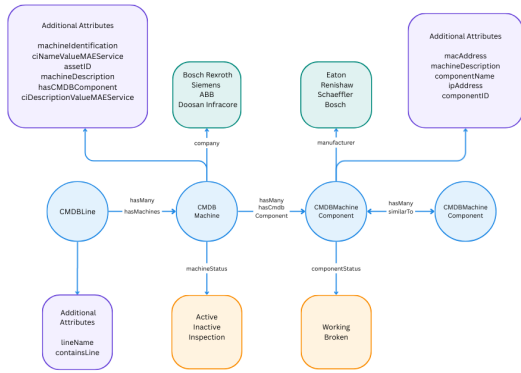 Additional Attributes
machineIdentification
ciNameValueMAEService
assetID
machineDescription
hasCMDBComponent
ciDescriptionValueMAEService
Bosch Rexroth
Siemens
ABB
Doosan Infracore
Eaton
Renishaw
Schaeffler
Bosch
Additional Attributes
macAddress
machineDescription
componentName
ipAddress
componentID
company
manufacturer
CMDBLine
hasMany
hasMachines
CMDB
Machine
hasMany
hasCmdb
Component
CMDBMachine
Component
hasMany
similarTo
CMDBMachine
Component
machineStatus
componentStatus
Additional
Attributes
lineName
containsLine
Active
Inactive
Inspection
Working
Broken